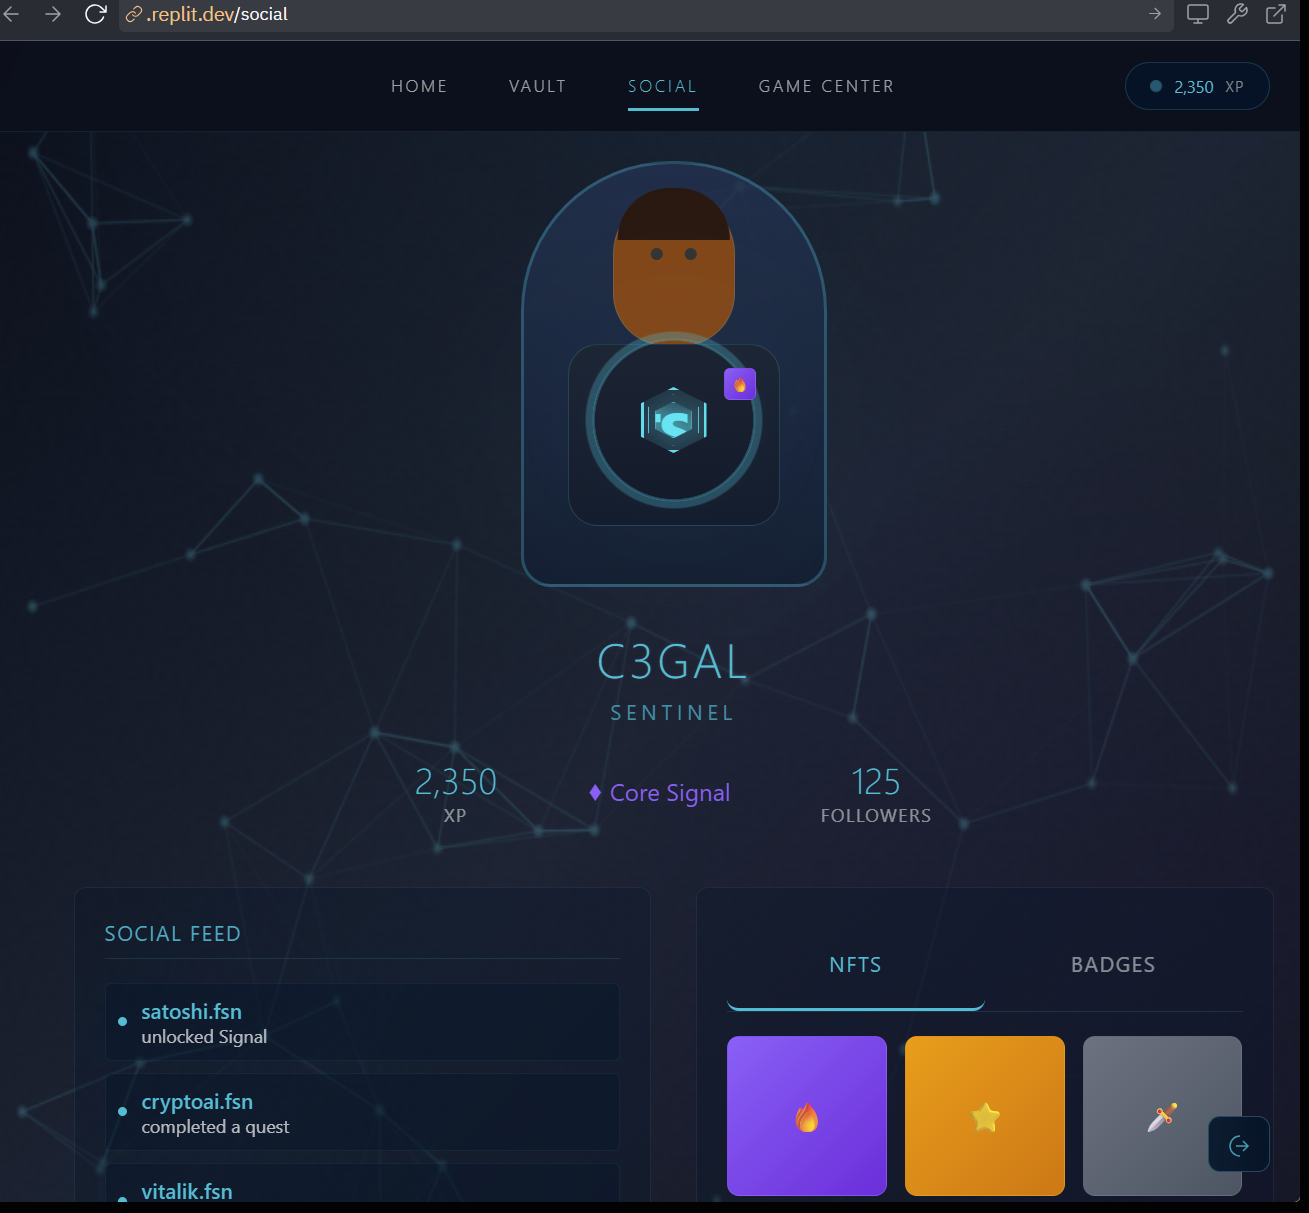 .replit.dev/social
HOME VAULT SOCIAL GAME CENTER 2,350 XP
S
C3GAL
SENTINEL
2,350 Core Signal 125
XP FOLLOWERS
SOCIAL FEED
NFTS BADGES
satoshi.fsn
unlocked Signal
cryptoai.fsn
completed a quest
vitalik.fsn